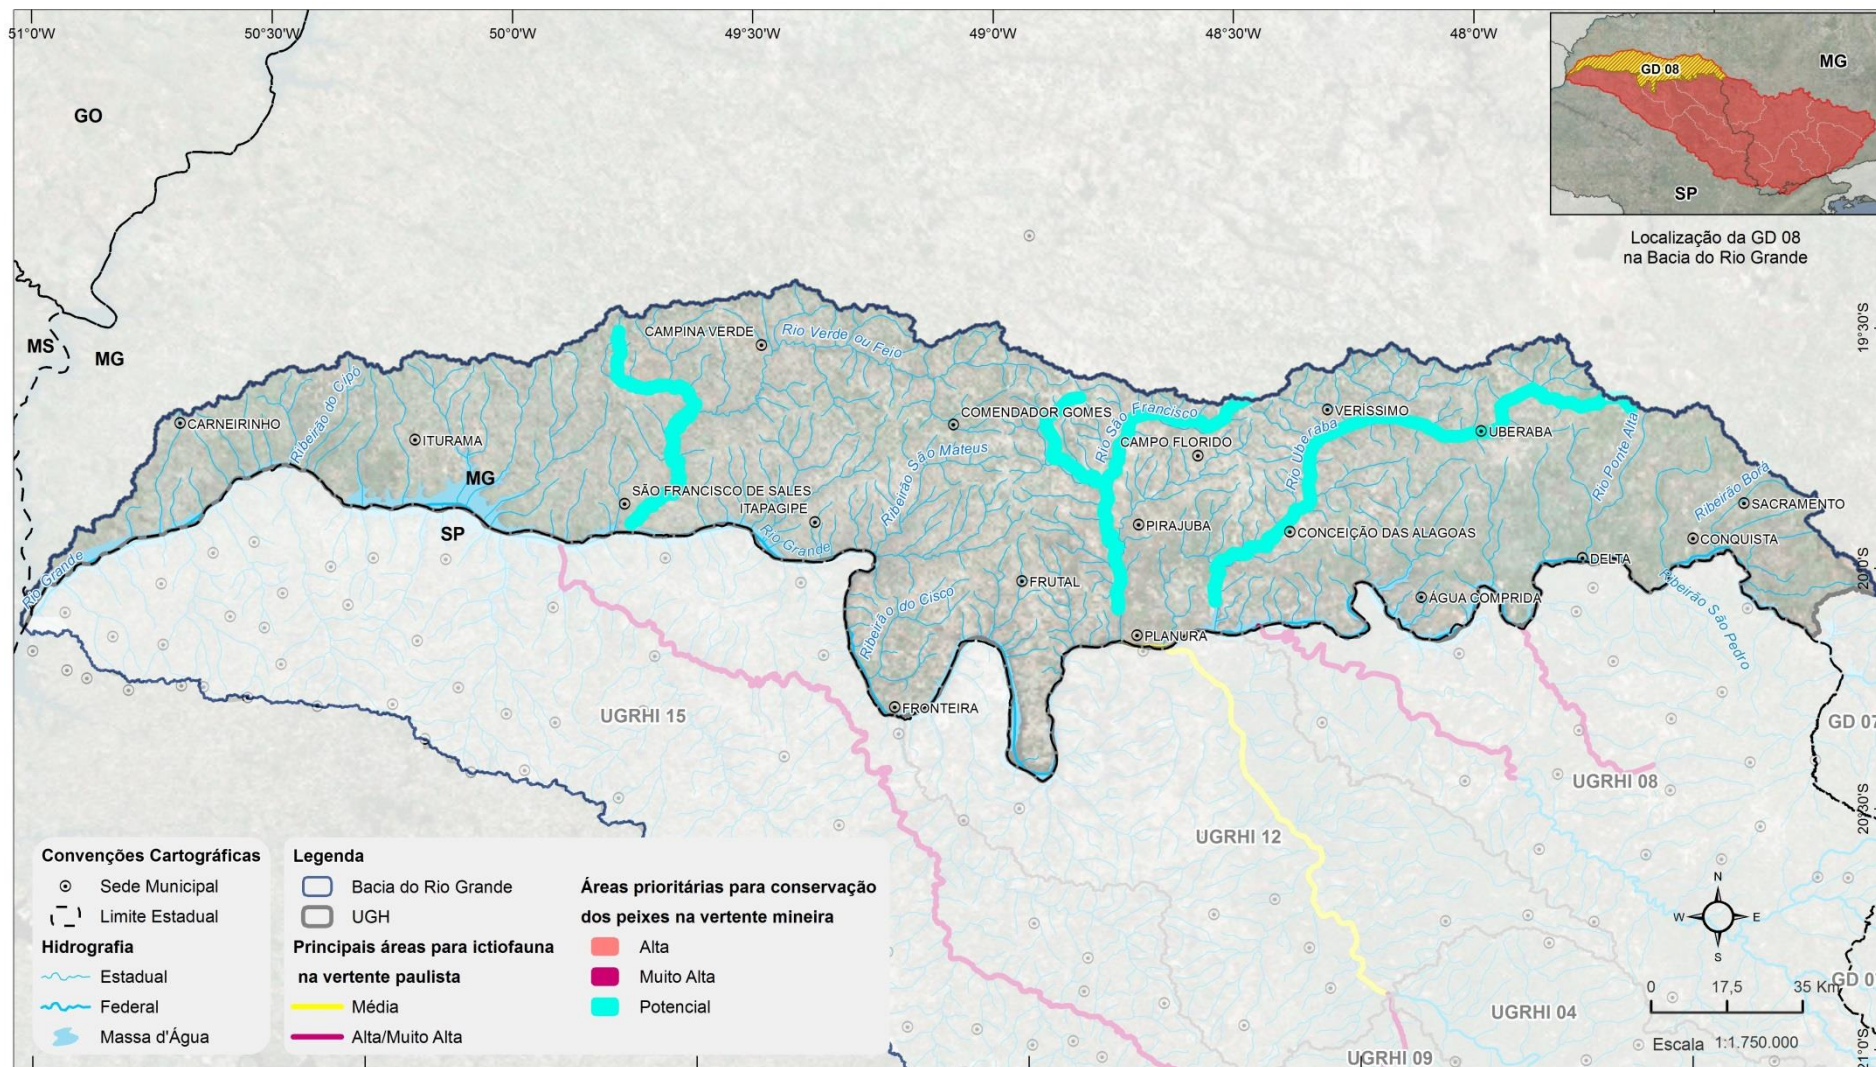 51°0'W
50°30'W
50°0'W
49°30'W
49°0'W
48°30'W
48°0'W
GO
GD 08
MG
SP
Localização da GD 08
na Bacia do Rio Grande
MS
MG
19°30'S
CAMPINA VERDE
Rio Verde ou Feio
Ribeirão do Cipó
COMENDADOR GOMES
Rio São Francisco
VERÍSSIMO
CARNEIRINHO
ITURAMA
CAMPO FLORIDO
Rio Uberaba
UBERABA
Rio Ponte Alta
Ribeirão São Mateus
MG
SÃO FRANCISCO DE SALES
ITAPAGIPE
Ribeirão Borá
SACRAMENTO
SP
Rio Grande
PIRAJUBA
CONCEIÇÃO DAS ALAGOAS
CONQUISTA
DELTA
20°0'S
Rio Grande
FRUTAL
Ribeirão do Cisco
ÁGUA COMPRIDA
Ribeirão São Pedro
PLANURA
UGRHI 15
FRONTEIRA
GD 07
UGRHI 08
20°30'S
UGRHI 12
Convenções Cartográficas
Sede Municipal
Limite Estadual
Hidrografia
Estadual
Federal
Massa d'Água
Legenda
Bacia do Rio Grande
UGH
Principais áreas para ictiofauna
na vertente paulista
Média
Alta/Muito Alta
Áreas prioritárias para conservação
dos peixes na vertente mineira
Alta
Muito Alta
Potencial
N
W
E
S
GD 0
0
17,5
35 Km
UGRHI 04
Escala 1:1.750.000
UGRHI 09
21°0'S